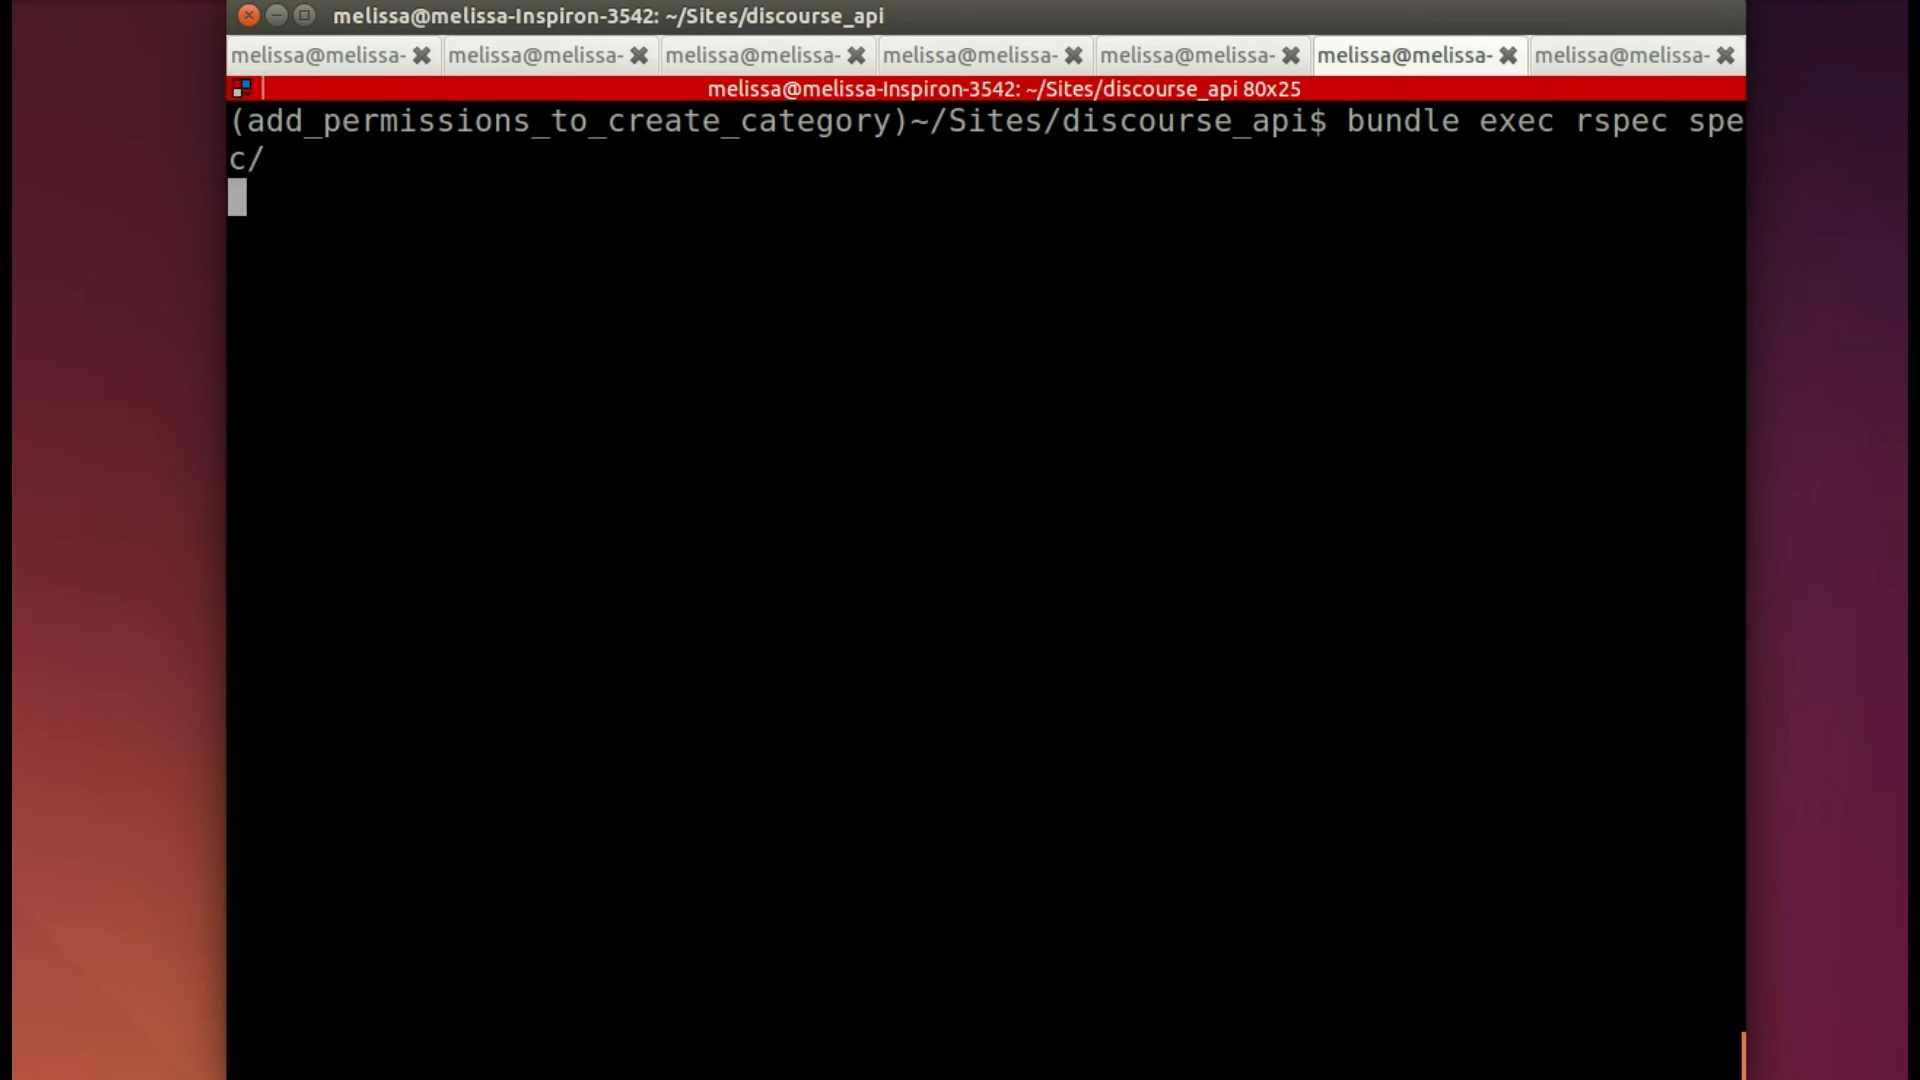 melissa@melissa-Inspiron-3542: ~/Sites/discourse_api
melissa@melissa- melissa@melissa- melissa@melissa- melissa@melissa- melissa@melissa- melissa@melissa- melissa@melissa-
melissa@melissa-Inspiron-3542: ~/Sites/discourse_api 80x25
(add_permissions_to_create_category)~/Sites/discourse_api$ bundle exec rspec spe
c/